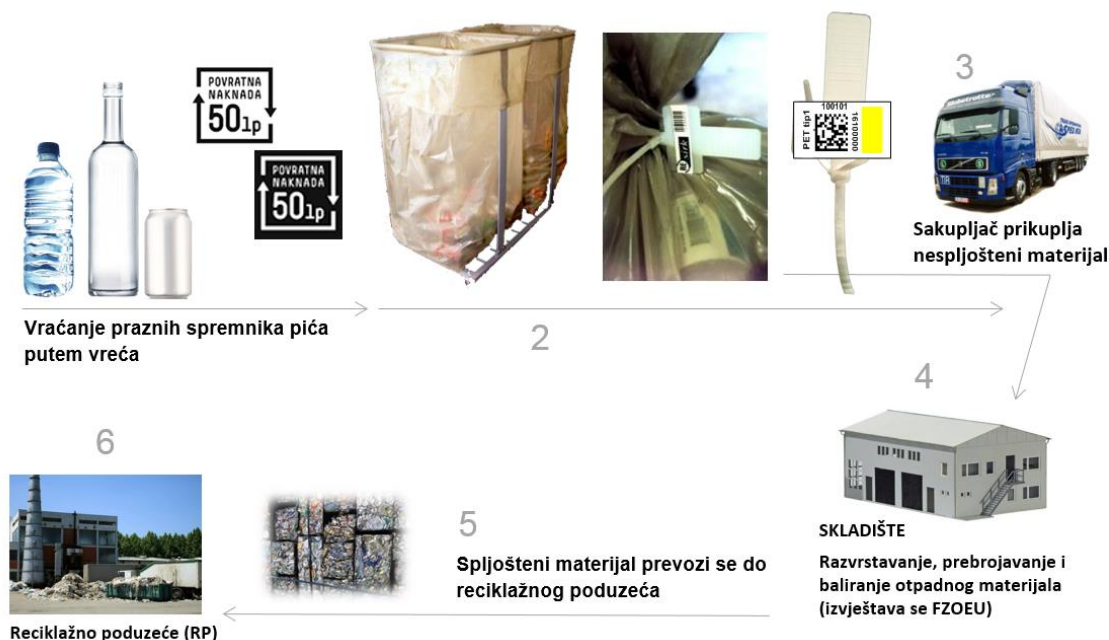 POVRATNA
NAKNADA
50lp
POVRATNA
NAKNADA
50lp
PET tip1
100101
16100000
3
Sakupljač prikuplja
nespljošteni materijal
Vraćanje praznih spremnika pića
putem vreća
2
4
SKLADIŠTE
Razvrstavanje, prebrojavanje i
baliranje otpadnog materijala
(izvještava se FZOEU)
5
Spljošteni materijal prevozi se do
reciklažnog poduzeća
6
Reciklažno poduzeće (RP)